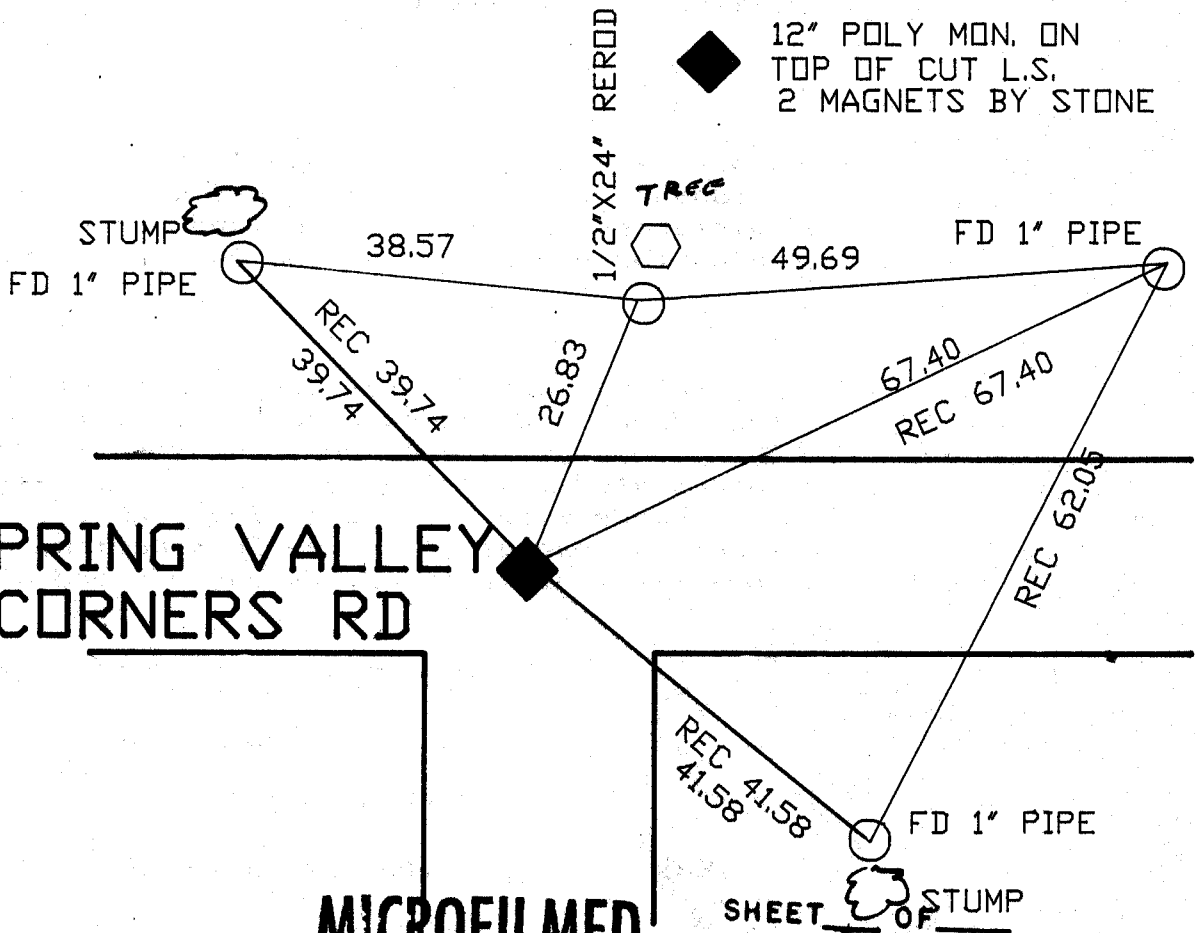 12" POLY MON. ON
TOP OF CUT L.S.
2 MAGNETS BY STONE
1/2"X24" REROD
TREE
STUMP
FD 1" PIPE
38.57
49.69
FD 1" PIPE
REC 39.74
39.74
26.83
67.40
REC 67.40
REC 62.05
PRING VALLEY
CORNERS RD
REC 41.58
41.58
FD 1" PIPE
STUMP
MICROFILMED
SHEET OF